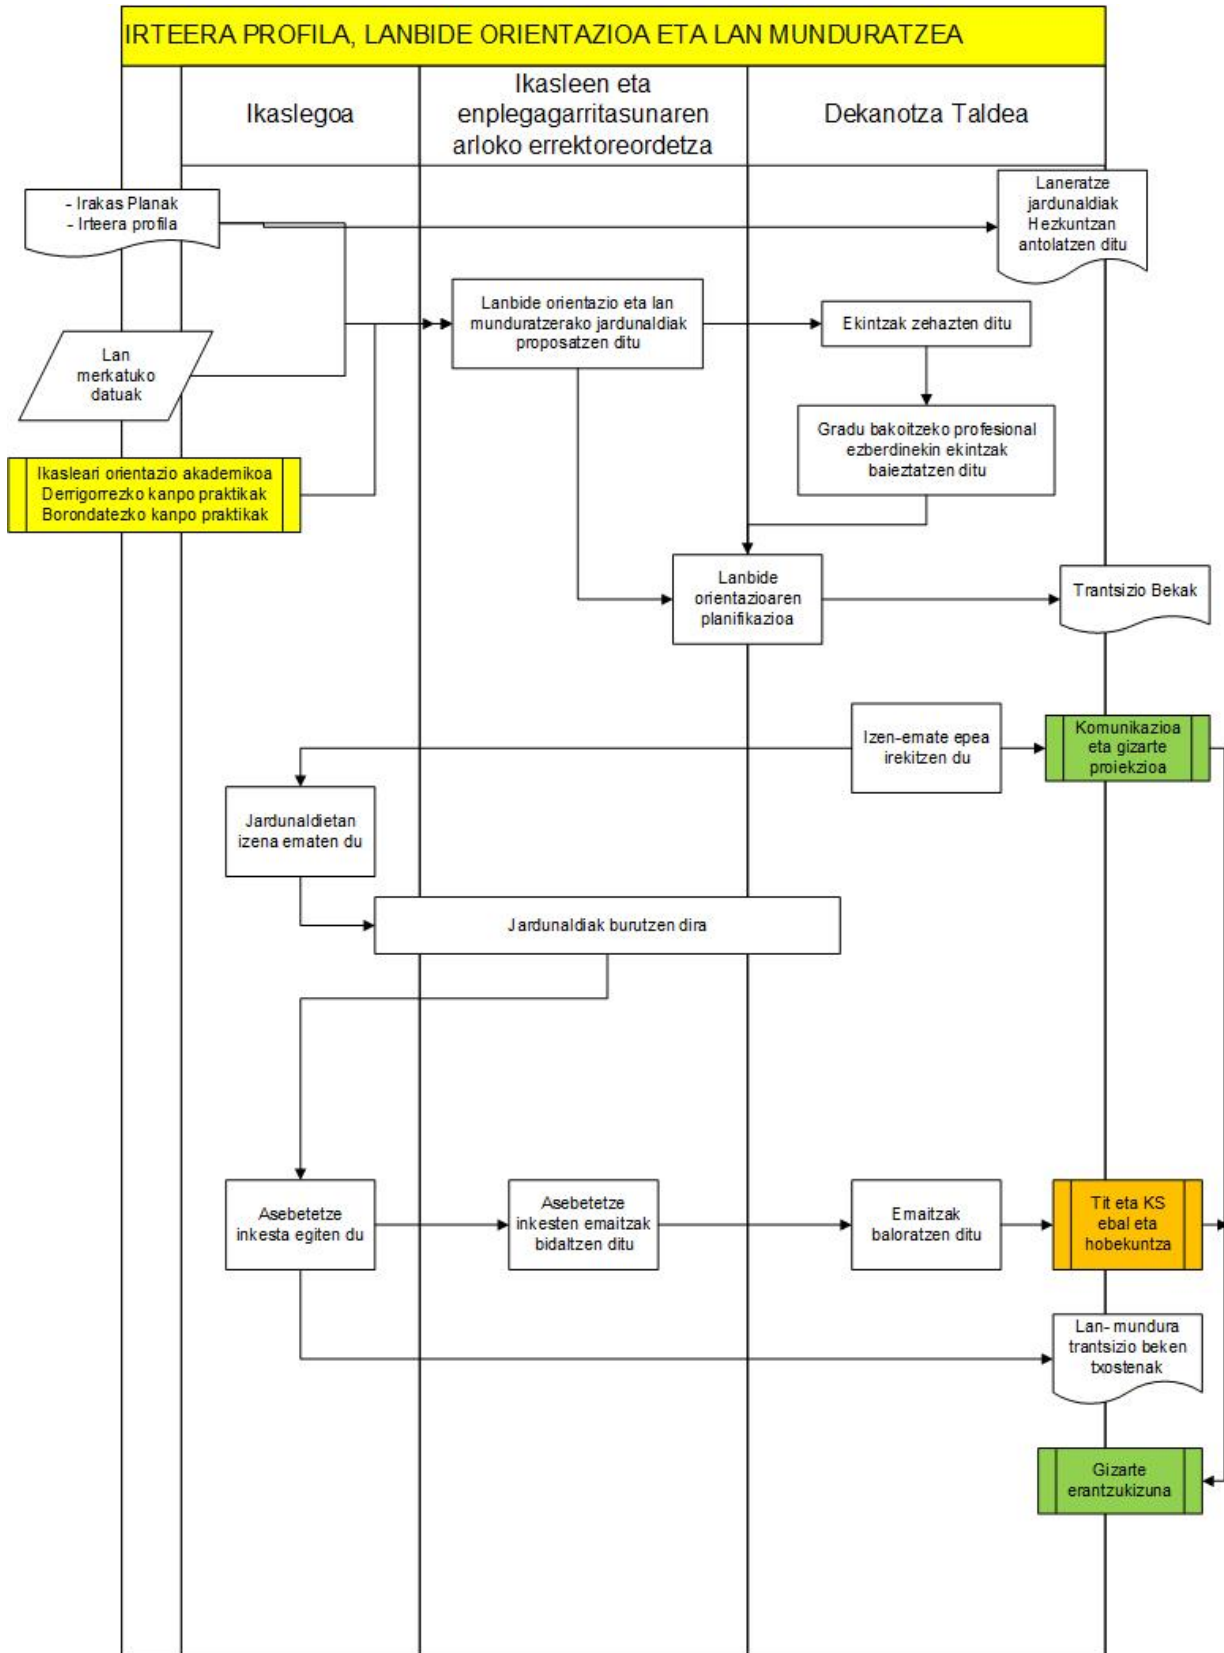 IRTEERA PROFILA, LANBIDE ORIENTAZIOA ETA LAN MUNDURATZEA
Ikaslegoa
Ikasleen eta
enplegagarritasunaren
arloko errektoreordetza
Dekanotza Taldea
- Irakas Planak
- Irteera profila
Laneratze
jardunaldiak
Hezkuntzan
antolatzen ditu
Lanbide orientazio eta lan
munduratzerako jardunaldiak
proposatzen ditu
Ekintzak zehazten ditu
Lan
merkatuko
datuak
Gradu bakoitzeko profesional
ezberdinekin ekintzak
baieztatzen ditu
Ikasleari orientazio akademikoa
Derrigorrezko kanpo praktikak
Borondatezko kanpo praktikak
Lanbide
orientazioaren
planifikazioa
Trantsizio Bekak
Izen-emate epea
irekitzen du
Komunikazioa
eta gizarte
proiekzioa
Jardunaldietan
izena ematen du
Jardunaldiak burutzen dira
Asebetetze
inkesta egiten du
Asebetetze
inkesten emaitzak
bidaltzen ditu
Emaitzak
baloratzen ditu
Tit eta KS
ebal eta
hobekuntza
Lan- mundura
trantsizio beken
txostenak
Gizarte
erantzukizuna